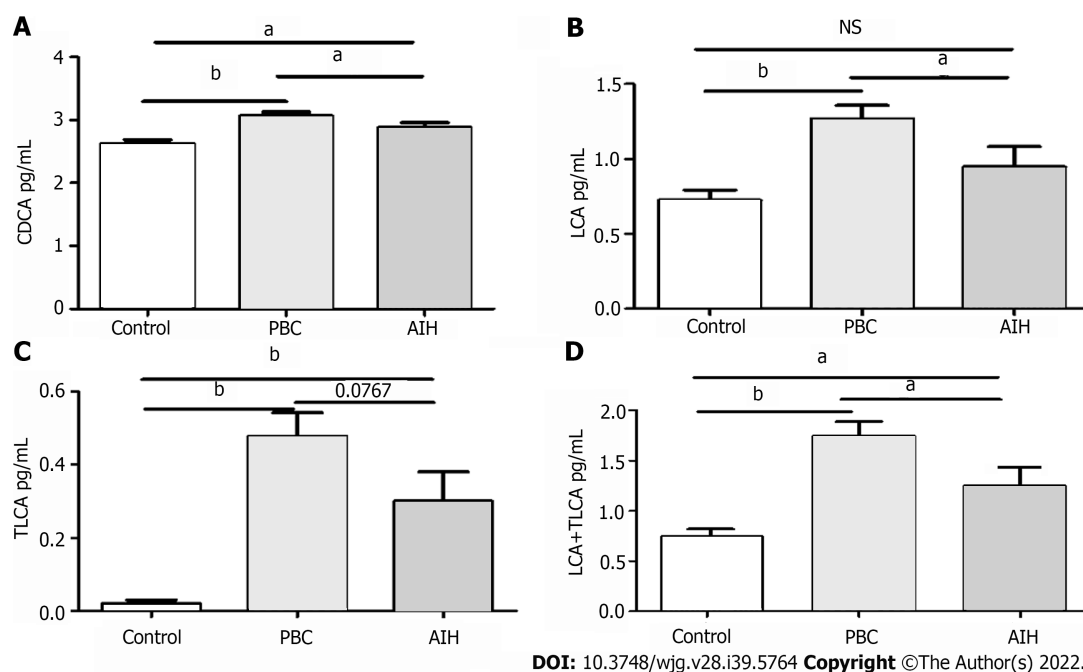 A
a
b
a
4
3
2
1
0
CDCA pg/mL
Control PBC AIH
B
NS
b
a
1.5
1.0
0.5
0.0
LCA pg/mL
Control PBC AIH
C
b
b
0.0767
0.6
0.4
0.2
0.0
TLCA pg/mL
Control PBC AIH
D
a
b
a
2.0
1.5
1.0
0.5
0.0
LCA+TLCA pg/mL
Control PBC AIH
DOI: 10.3748/wjg.v28.i39.5764 Copyright ©The Author(s) 2022.